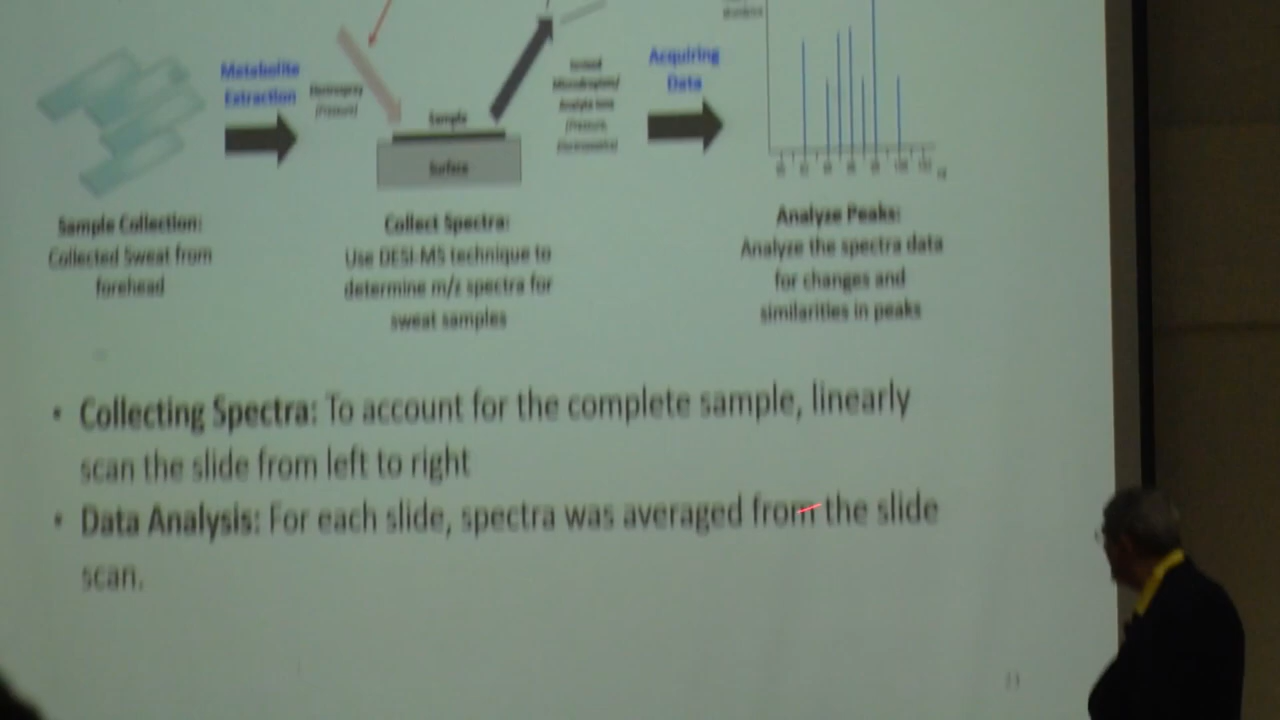 Metabolite
Extraction
Electrospray
(Pressure)
Sample
Surface
Acquiring
Data
Sample Collection:
Collected Sweat from
forehead
Collect Spectra:
Use DESI-MS technique to
determine m/z spectra for
sweat samples
Analyze Peaks:
Analyze the spectra data
for changes and
similarities in peaks
• Collecting Spectra: To account for the complete sample, linearly
scan the slide from left to right
• Data Analysis: For each slide, spectra was averaged from the slide
scan.